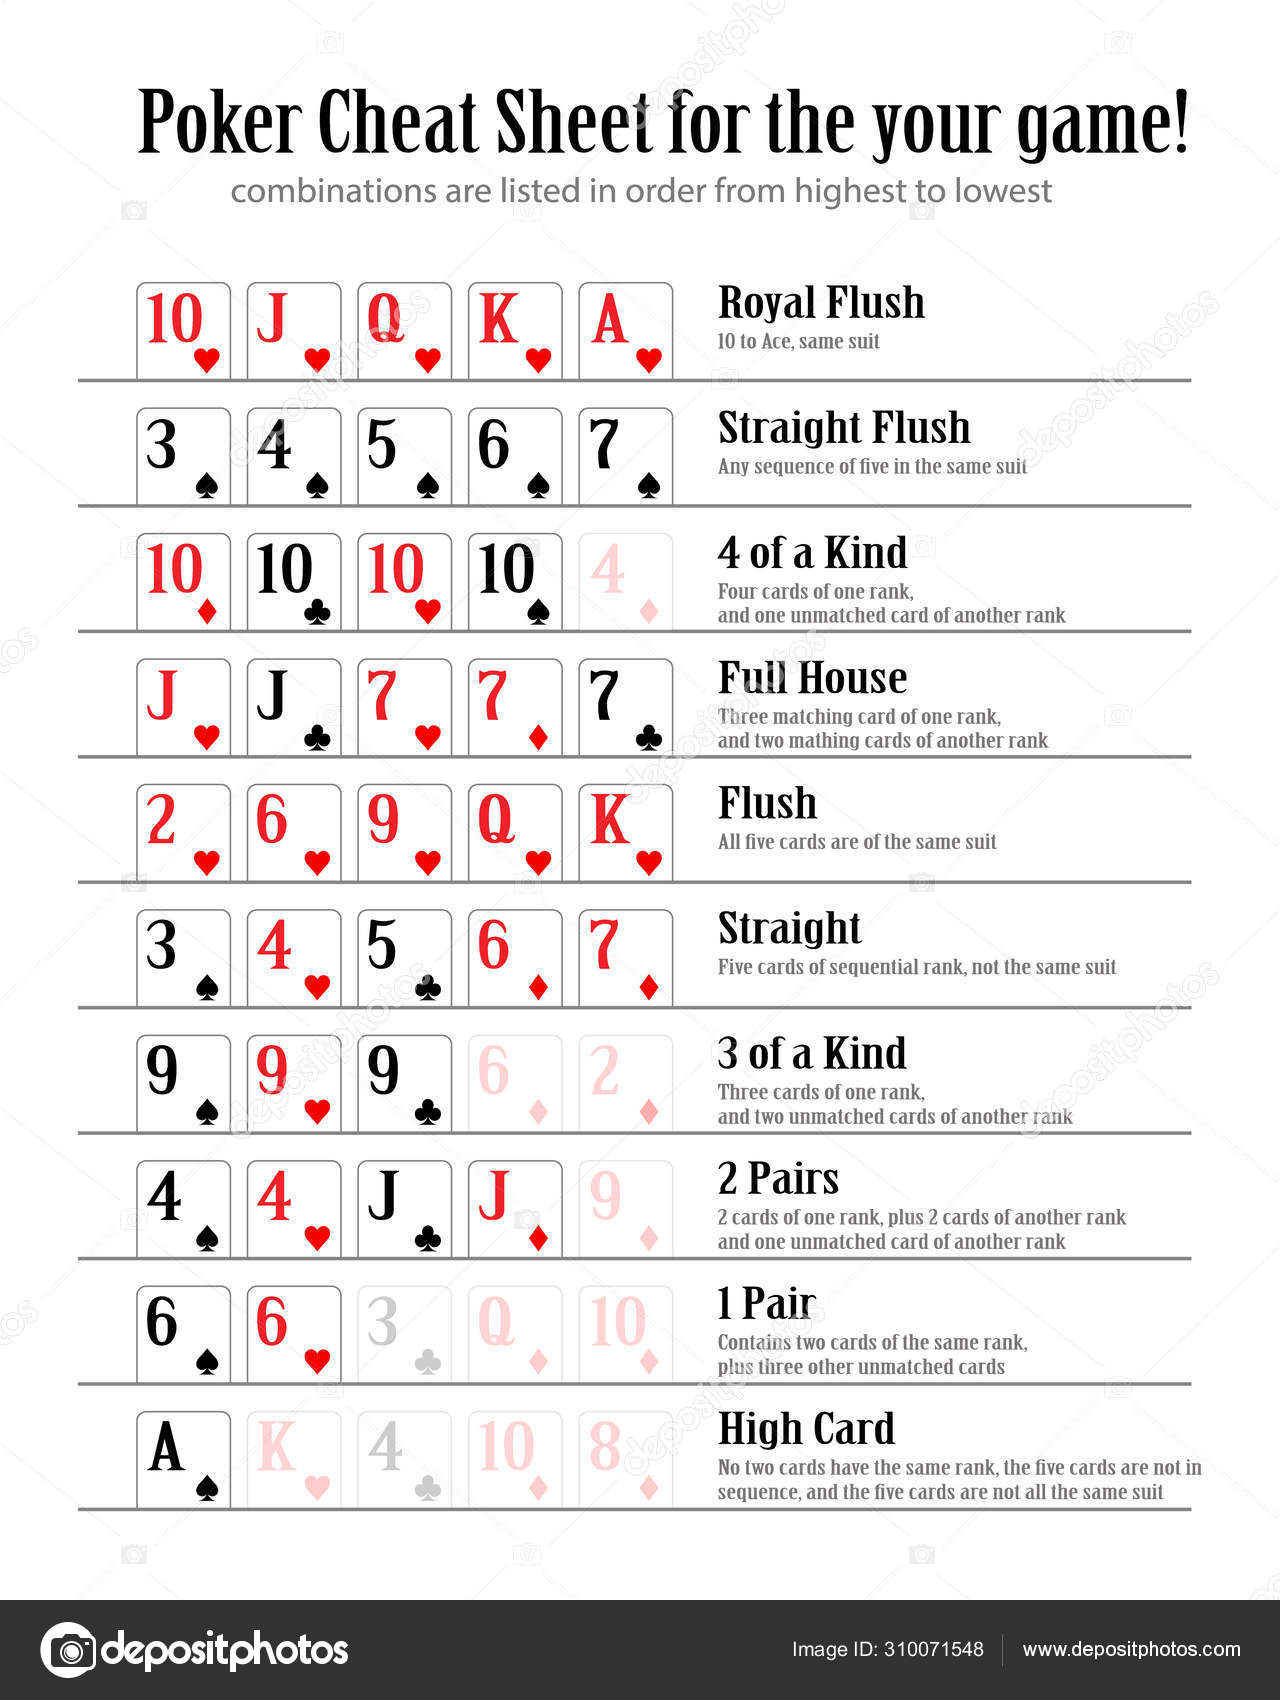 Poker Cheat Sheet for the your game!
combinations are listed in order from highest to lowest
10 J Q K A
Royal Flush
10 to Ace, same suit
3 4 5 6 7
Straight Flush
Any sequence of five in the same suit
10 10 10 10 4
4 of a Kind
Four cards of one rank,
and one unmatched card of another rank
J J 7 7 7
Full House
Three matching card of one rank,
and two mathing cards of another rank
2 6 9 Q K
Flush
All five cards are of the same suit
3 4 5 6 7
Straight
Five cards of sequential rank, not the same suit
9 9 9 6 2
3 of a Kind
Three cards of one rank,
and two unmatched cards of another rank
4 4 J J 9
2 Pairs
2 cards of one rank, plus 2 cards of another rank
and one unmatched card of another rank
6 6 3 Q 10
1 Pair
Contains two cards of the same rank,
plus three other unmatched cards
A K 4 10 8
High Card
No two cards have the same rank, the five cards are not in
sequence, and the five cards are not all the same suit
depositphotos
Image ID: 310071548
www.depositphotos.com